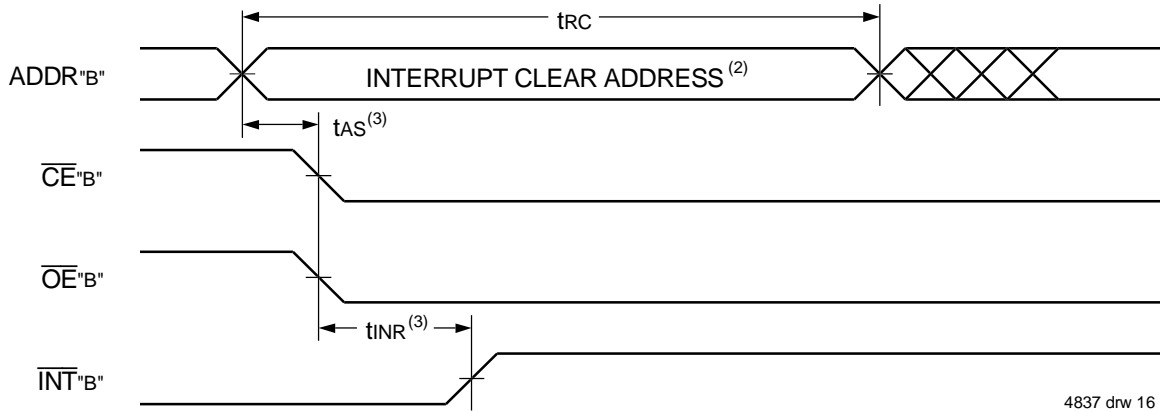 tRC
ADDR"B"
INTERRUPT CLEAR ADDRESS(2)
tAS(3)
CE"B"
OE"B"
tINR(3)
INT"B"
4837 drw 16